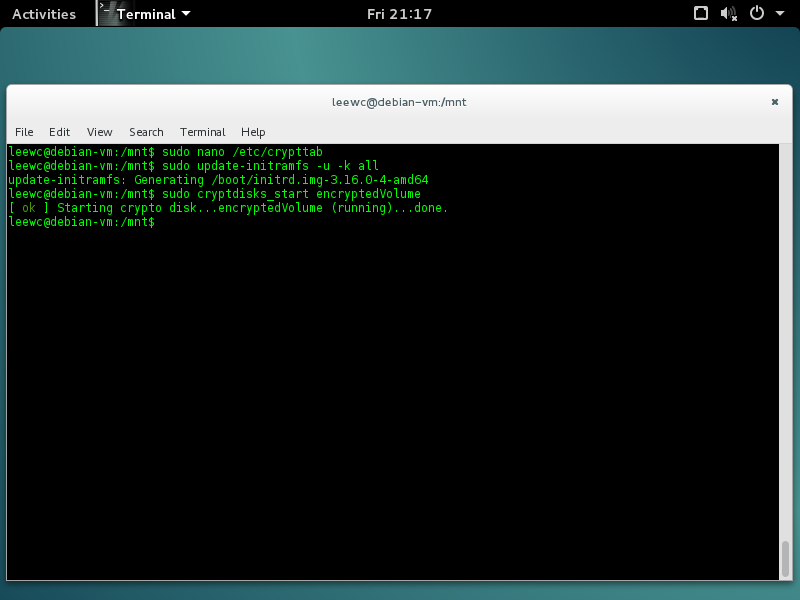 Activities Terminal Fri 21:17
leewc@debian-vm:/mnt
File Edit View Search Terminal Help
leewc@debian-vm:/mnt$ sudo nano /etc/crypttab
leewc@debian-vm:/mnt$ sudo update-initramfs -u -k all
update-initramfs: Generating /boot/initrd.img-3.16.0-4-amd64
leewc@debian-vm:/mnt$ sudo cryptdisks_start encryptedVolume
[ ok ] Starting crypto disk...encryptedVolume (running)...done.
leewc@debian-vm:/mnt$